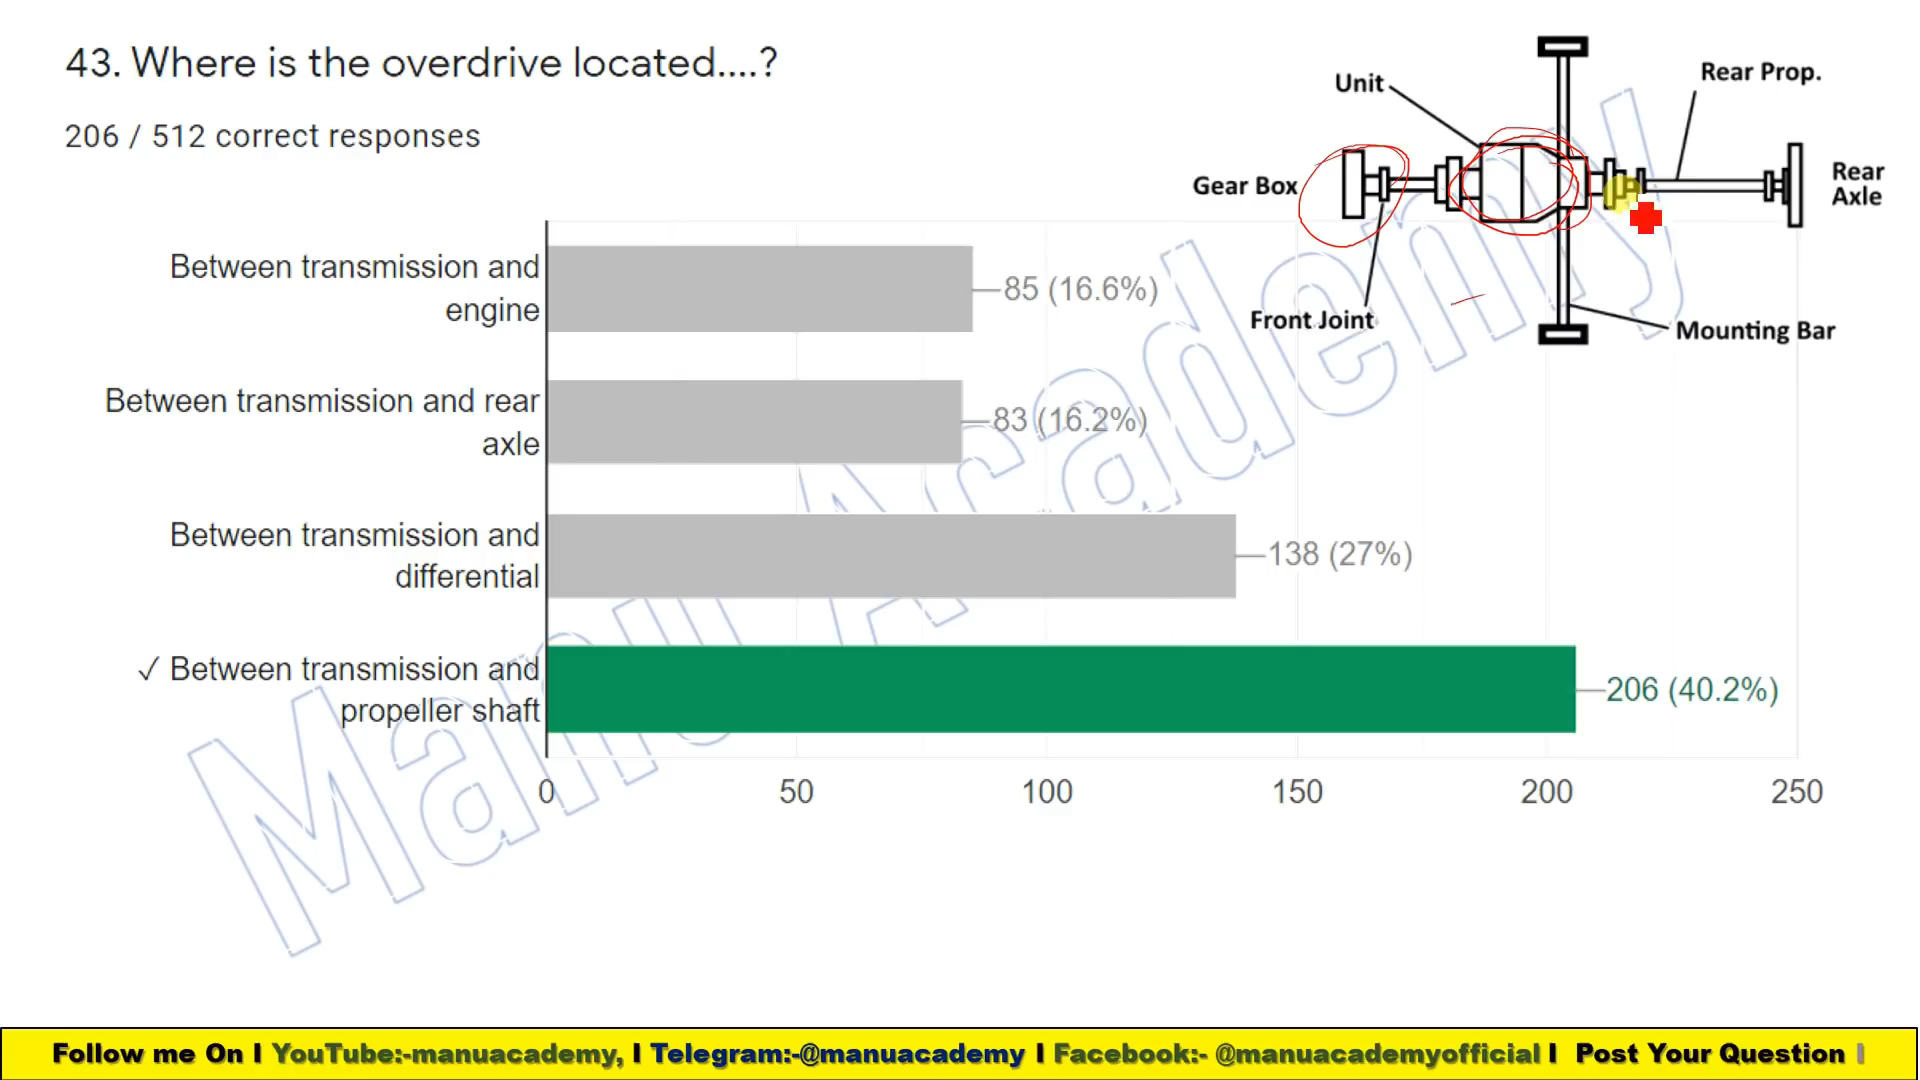 43. Where is the overdrive located....?
206 / 512 correct responses
Unit
Rear Prop.
Gear Box
Rear
Axle
Front Joint
Mounting Bar
Between transmission and
engine
85 (16.6%)
Between transmission and rear
axle
83 (16.2%)
Between transmission and
differential
138 (27%)
✓ Between transmission and
propeller shaft
206 (40.2%)
0 50 100 150 200 250
Manu Academy
Follow me On I YouTube:-manuacademy, I Telegram:-@manuacademy I Facebook:- @manuacademyofficial I Post Your Question I